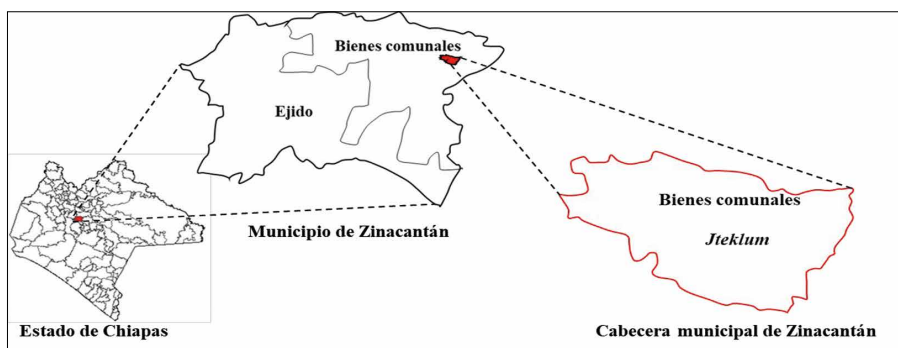 Bienes comunales
Ejido
Bienes comunales
Jteklum
Municipio de Zinacantán
Estado de Chiapas
Cabecera municipal de Zinacantán